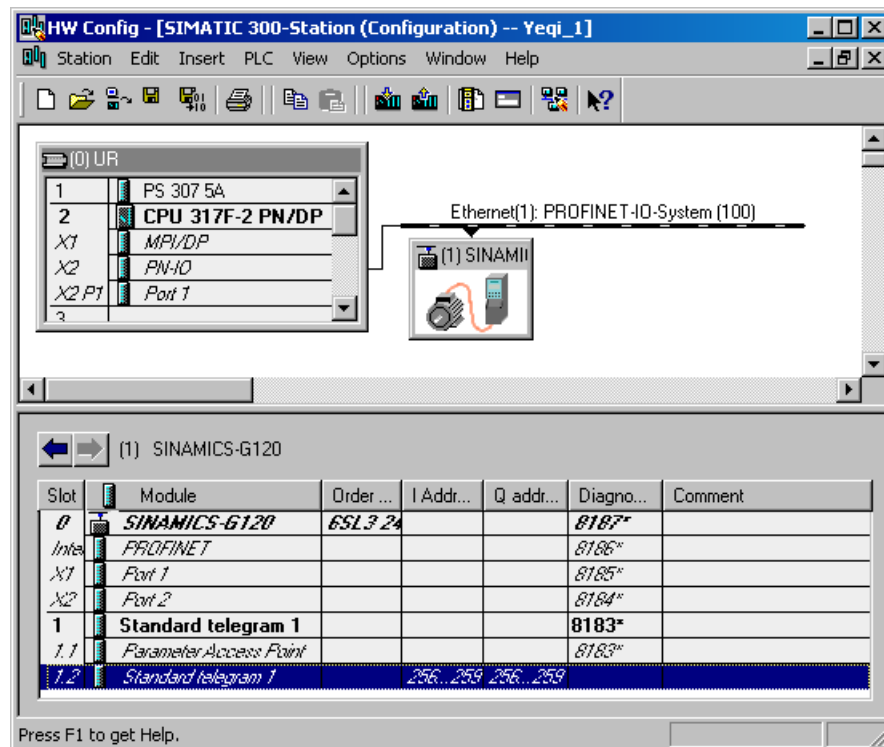 HW Config - [SIMATIC 300-Station (Configuration) -- Yeqi_1]
Station Edit Insert PLC View Options Window Help
(0) UR
1 PS 307 5A
2 CPU 317F-2 PN/DP
X1 MPI/DP
X2 PN-IO
X2 P1 Port 1
3
Ethernet(1): PROFINET-IO-System (100)
(1) SINAMI
(1) SINAMICS-G120
Slot Module Order ... I Addr... Q addr... Diagno... Comment
0 SINAMICS-G120 6SL3 24 8187*
Inte PROFINET 8186*
X1 Port 1 8185*
X2 Port 2 8184*
1 Standard telegram 1 8183*
1.1 Parameter Access Point 8183*
1.2 Standard telegram 1 256...259 256...259
Press F1 to get Help.